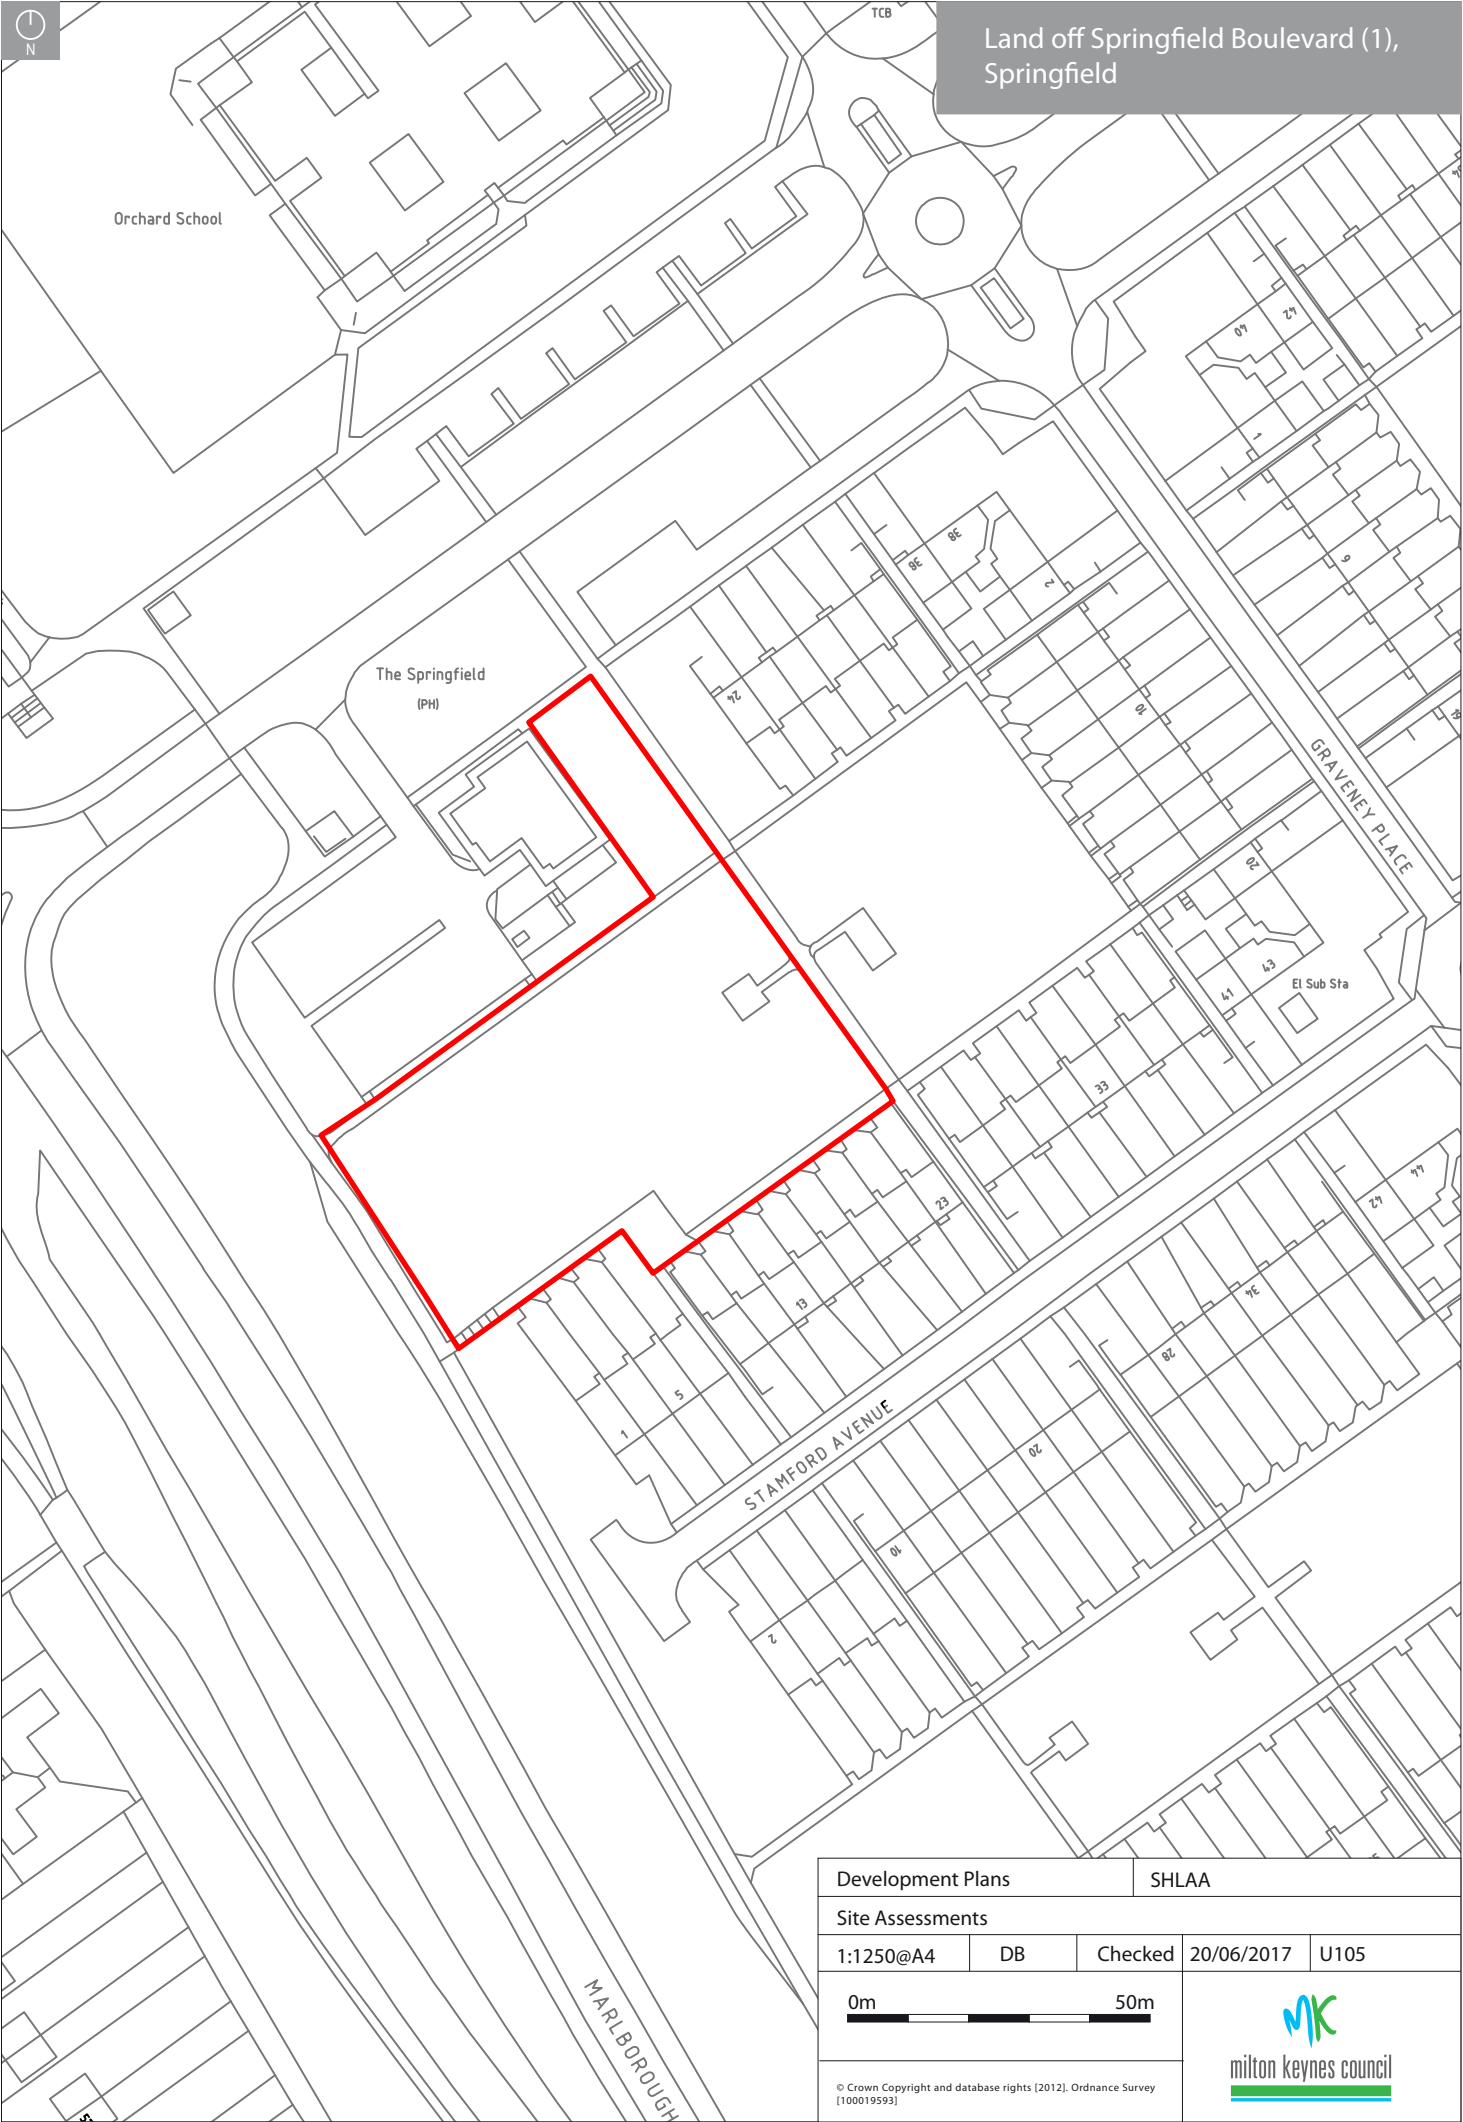 N
TCB
Land off Springfield Boulevard (1),
Springfield
Orchard School
42
40
1
9
38
36
2
The Springfield
(PH)
24
10
19
GRAVENEY PLACE
20
43
41
El Sub Sta
33
23
44
42
13
34
28
5
1
STAMFORD AVENUE
20
10
2
MARLBOROUGH
Development Plans
SHLAA
Site Assessments
1:1250@A4
DB
Checked
20/06/2017
U105
0m
50m
milton keynes council
© Crown Copyright and database rights [2012]. Ordnance Survey
[100019593]